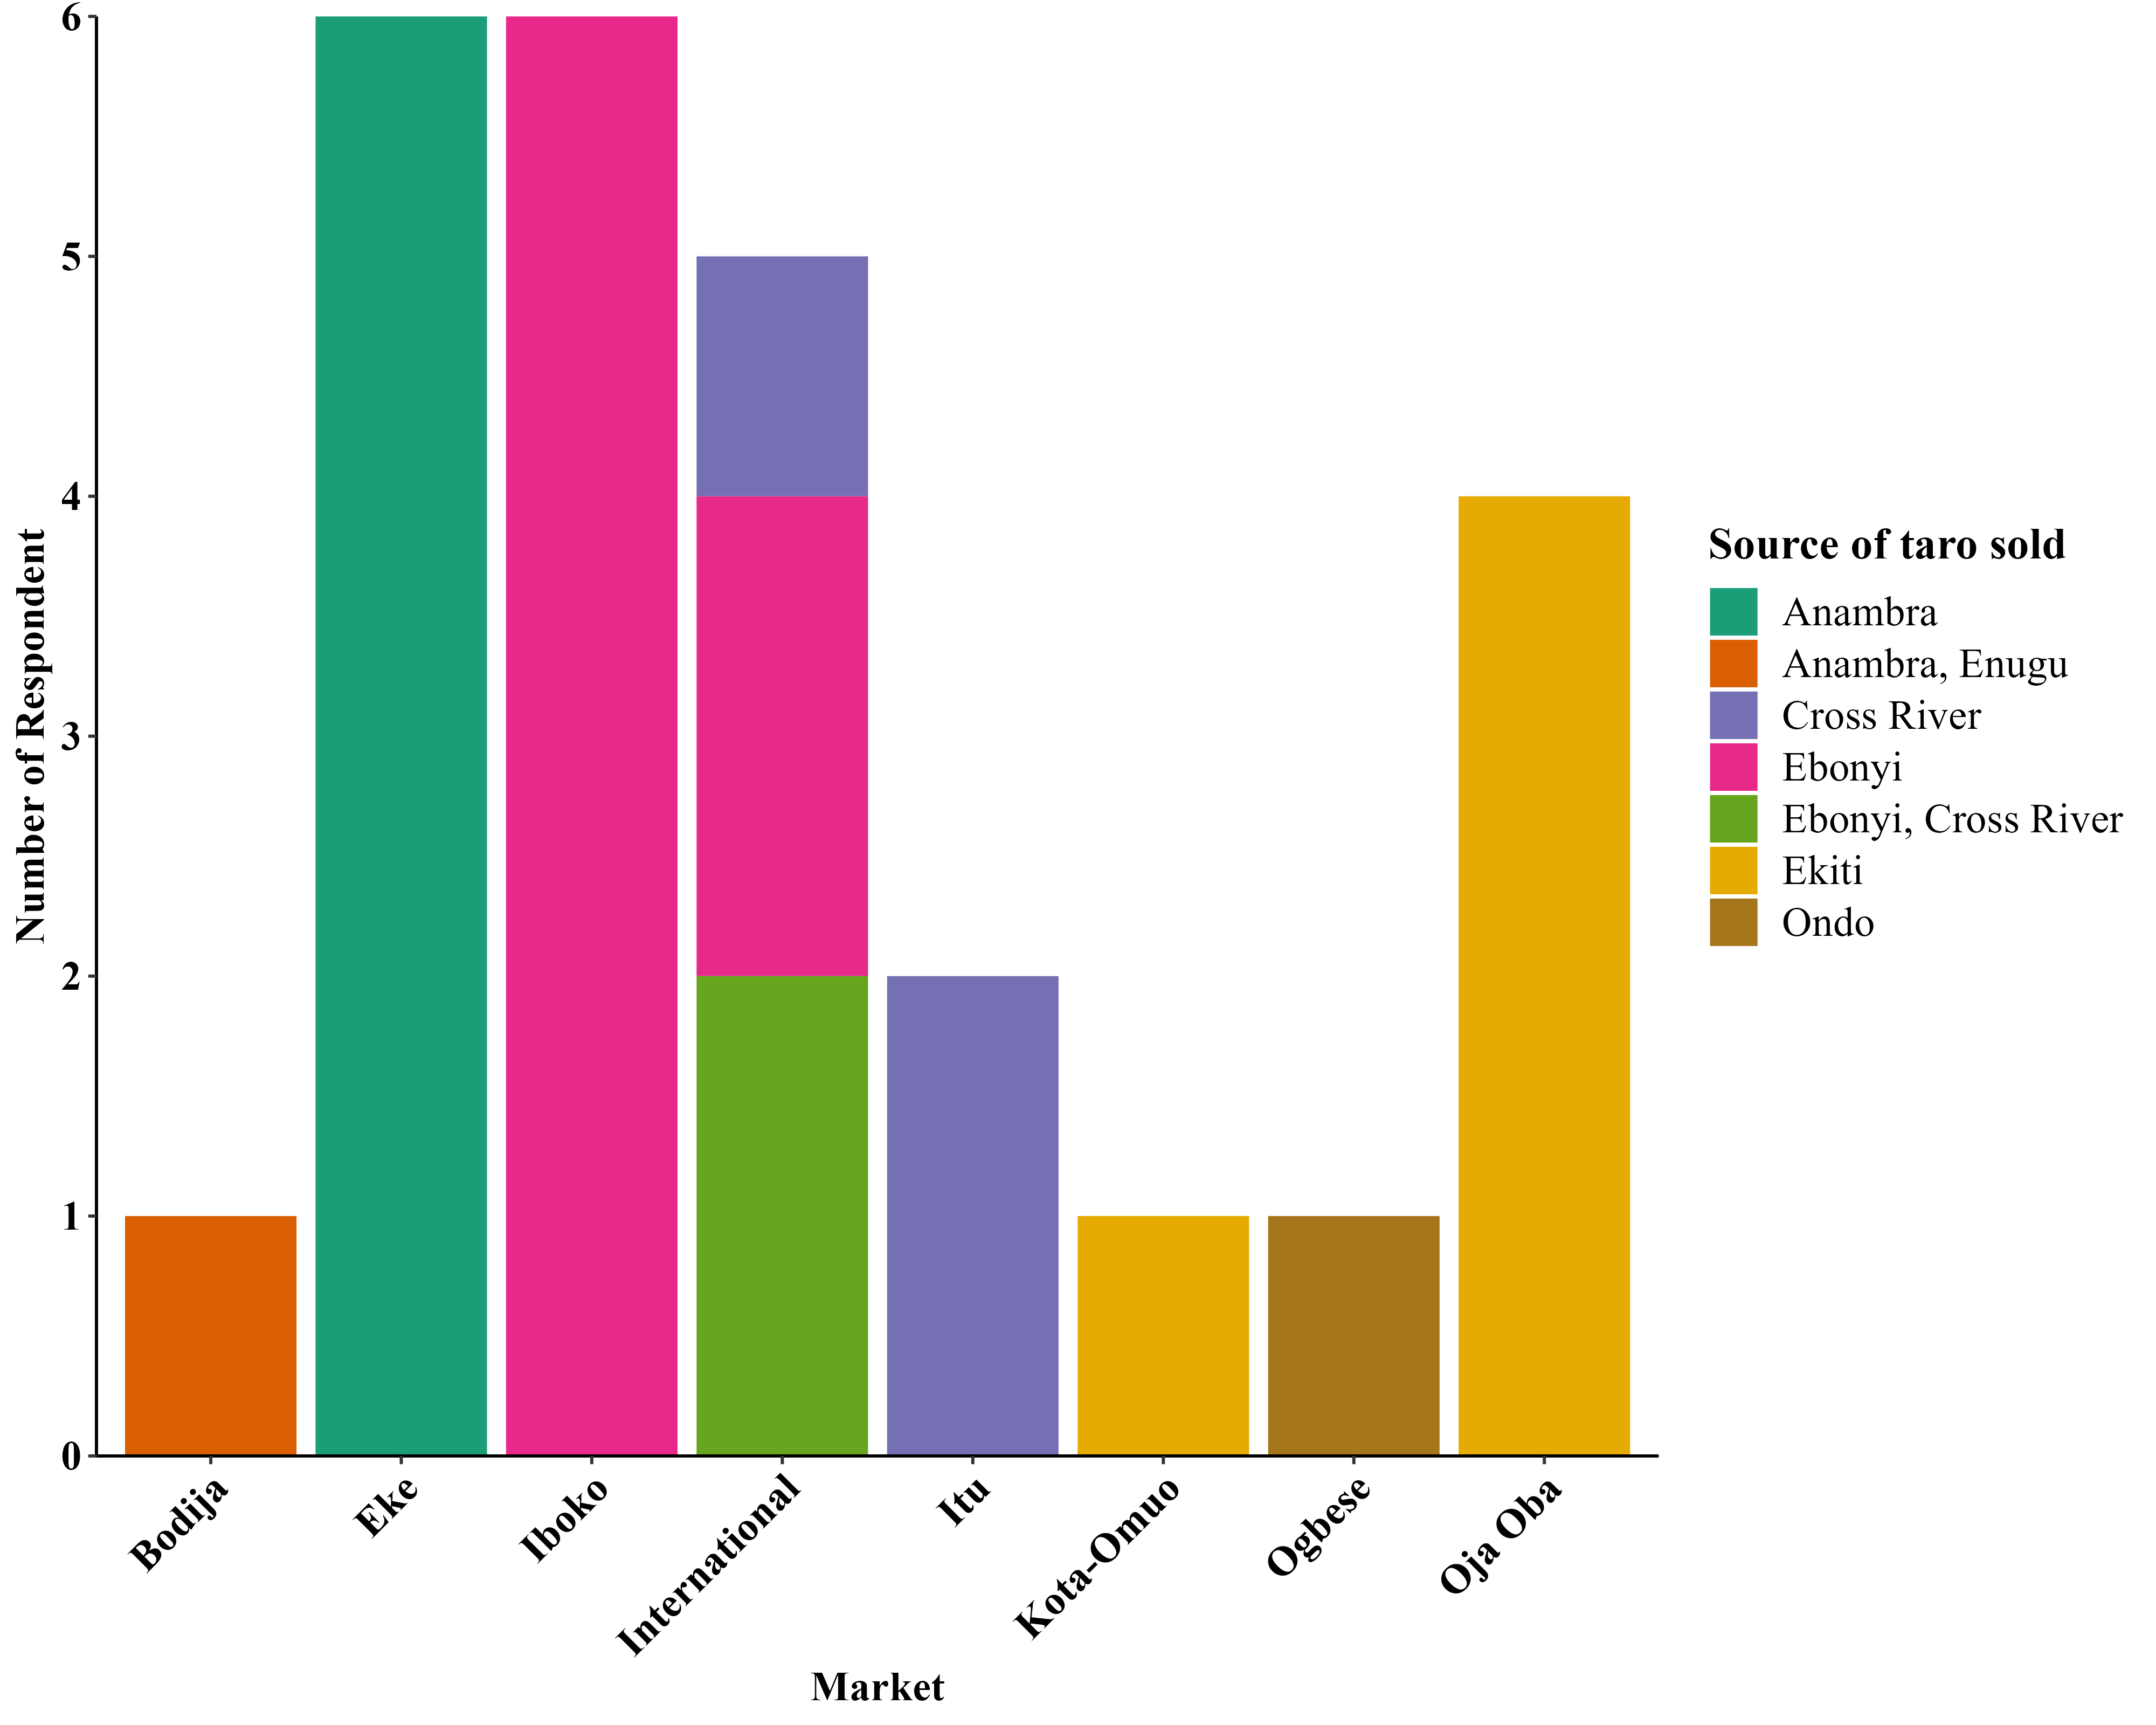 6
5
4
3
2
1
0
Number of Respondent
Bodija
Eke
Iboko
International
Itu
Kota-Omuo
Ogbese
Oja Oba
Market
Source of taro sold
Anambra
Anambra, Enugu
Cross River
Ebonyi
Ebonyi, Cross River
Ekiti
Ondo